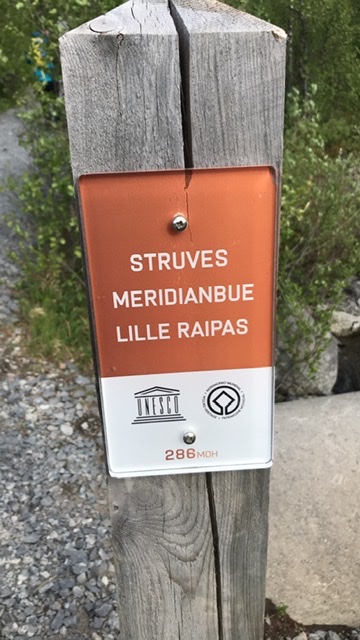 STRUVES
MERIDIANBUE
LILLE RAIPAS
UNESCO
286 MOH